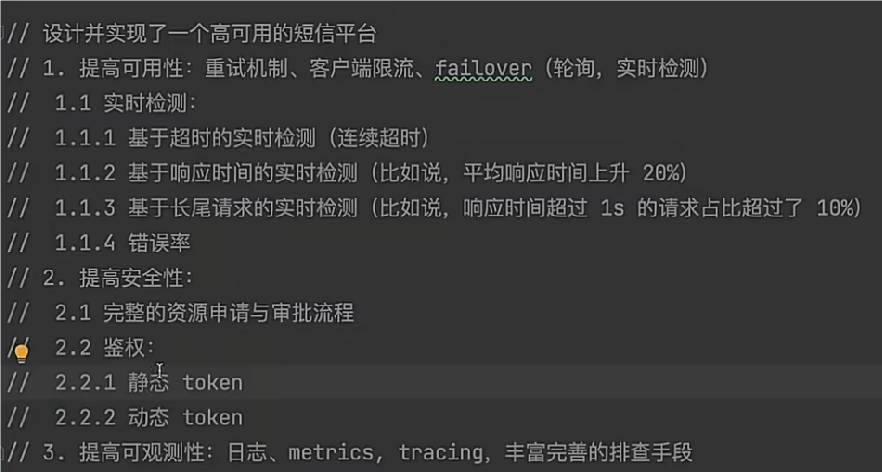 // 设计并实现了一个高可用的短信平台
// 1. 提高可用性：重试机制、客户端限流、failover（轮询，实时检测）
//  1.1 实时检测：
//  1.1.1 基于超时的实时检测（连续超时）
//  1.1.2 基于响应时间的实时检测（比如说，平均响应时间上升 20%）
//  1.1.3 基于长尾请求的实时检测（比如说，响应时间超过 1s 的请求占比超过了 10%）
//  1.1.4 错误率
// 2. 提高安全性：
//  2.1 完整的资源申请与审批流程
//  2.2 鉴权：
//  2.2.1 静态 token
//  2.2.2 动态 token
// 3. 提高可观测性：日志、metrics, tracing，丰富完善的排查手段